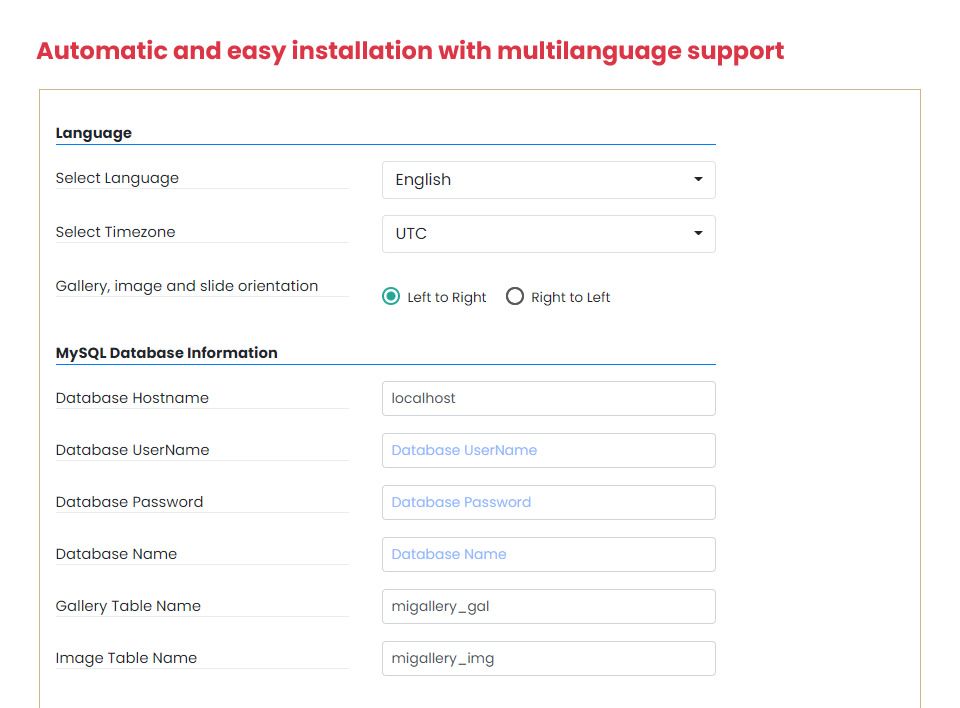 Automatic and easy installation with multilanguage support
Language
Select Language English
Select Timezone UTC
Gallery, image and slide orientation Left to Right Right to Left
MySQL Database Information
Database Hostname localhost
Database UserName Database UserName
Database Password Database Password
Database Name Database Name
Gallery Table Name migallery_gal
Image Table Name migallery_img